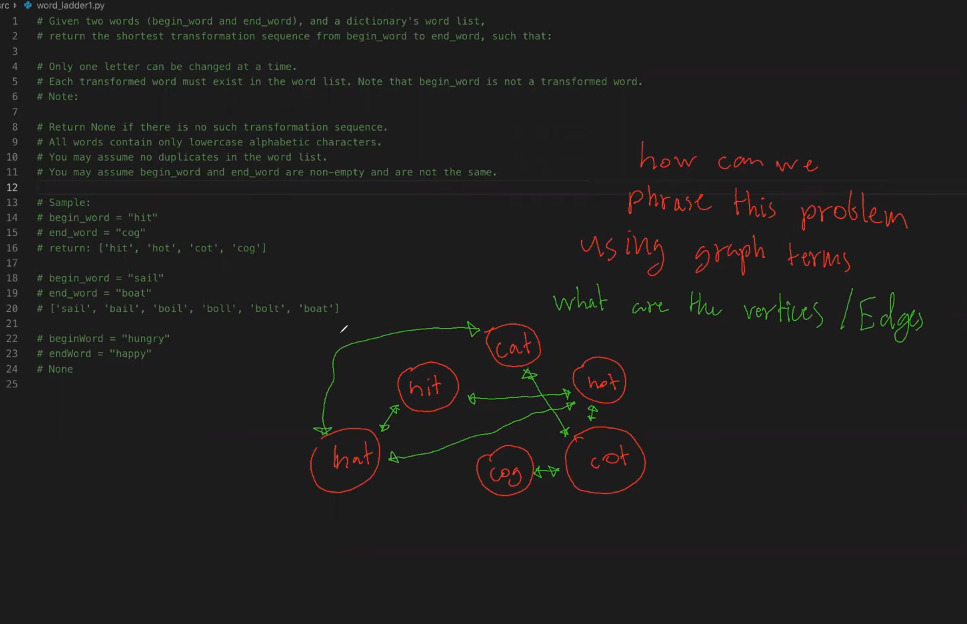 src > word_ladder1.py
1 # Given two words (begin_word and end_word), and a dictionary's word list,
2 # return the shortest transformation sequence from begin_word to end_word, such that:
3
4 # Only one letter can be changed at a time.
5 # Each transformed word must exist in the word list. Note that begin_word is not a transformed word.
6 # Note:
7
8 # Return None if there is no such transformation sequence.
9 # All words contain only lowercase alphabetic characters.
10 # You may assume no duplicates in the word list.
11 # You may assume begin_word and end_word are non-empty and are not the same.
12
13 # Sample:
14 # begin_word = "hit"
15 # end_word = "cog"
16 # return: ['hit', 'hot', 'cot', 'cog']
17
18 # begin_word = "sail"
19 # end_word = "boat"
20 # ['sail', 'bail', 'boil', 'boll', 'bolt', 'boat']
21
22 # beginWord = "hungry"
23 # endWord = "happy"
24 # None
25
how can we
phrase this problem
using graph terms
what are the vertices / Edges
cat
hit
hot
hat
cog
cot